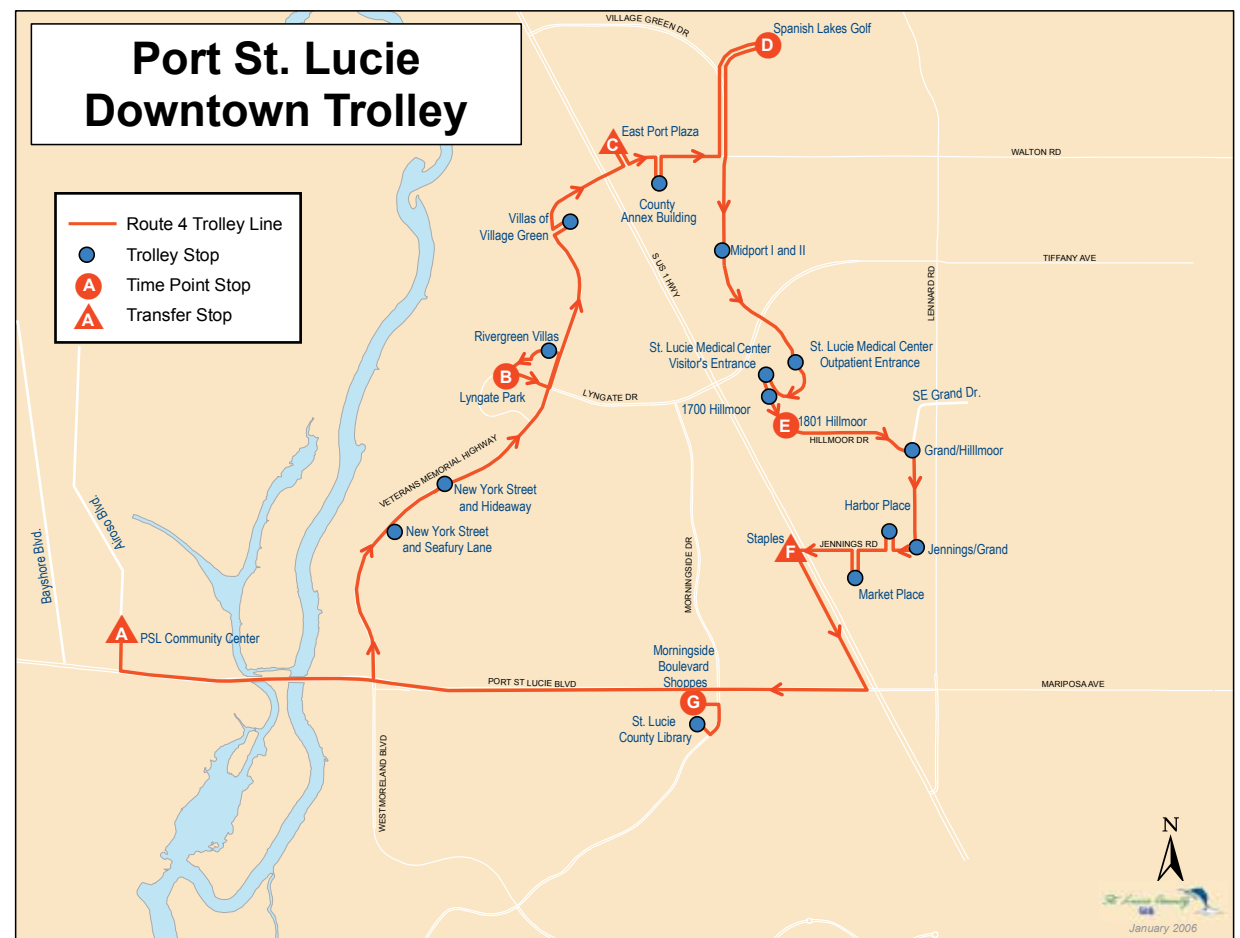 Port St. Lucie
Downtown Trolley
Route 4 Trolley Line
Trolley Stop
A
Time Point Stop
A
Transfer Stop
VILLAGE GREEN DR
Spanish Lakes Golf
D
East Port Plaza
C
WALTON RD
County
Annex Building
Villas of
Village Green
Midport I and II
S US 1 HWY
TIFFANY AVE
LENNARD RD
Rivergreen Villas
B
Lyngate Park
LYNGATE DR
St. Lucie Medical Center
Visitor's Entrance
St. Lucie Medical Center
Outpatient Entrance
1700 Hillmoor
SE Grand Dr.
E
1801 Hillmoor
HILLMOOR DR
Grand/Hilllmoor
VETERANS MEMORIAL HIGHWAY
New York Street
and Hideaway
New York Street
and Seafury Lane
Harbor Place
Staples
F
JENNINGS RD
Jennings/Grand
Market Place
MORNINGSIDE DR
Bayshore Blvd.
Airoso Blvd.
A
PSL Community Center
Morningside
Boulevard
Shoppes
PORT ST LUCIE BLVD
MARIPOSA AVE
G
St. Lucie
County Library
WESTMORELAND BLVD
N
St. Lucie County
GIS
January 2006